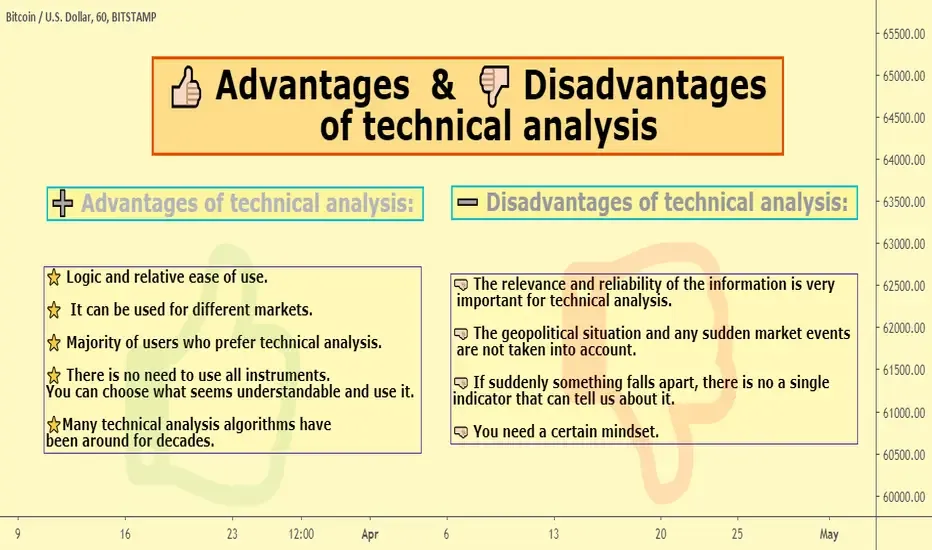 Bitcoin / U.S. Dollar, 60, BITSTAMP
Advantages & Disadvantages
of technical analysis
Advantages of technical analysis:
Logic and relative ease of use.
It can be used for different markets.
Majority of users who prefer technical analysis.
There is no need to use all instruments.
You can choose what seems understandable and use it.
Many technical analysis algorithms have
been around for decades.
Disadvantages of technical analysis:
The relevance and reliability of the information is very
important for technical analysis.
The geopolitical situation and any sudden market events
are not taken into account.
If suddenly something falls apart, there is no a single
indicator that can tell us about it.
You need a certain mindset.
65500.00
65000.00
64500.00
64000.00
63500.00
63000.00
62500.00
62000.00
61500.00
61000.00
60500.00
60000.00
9 16 23 12:00 Apr 6 13 20 25 May